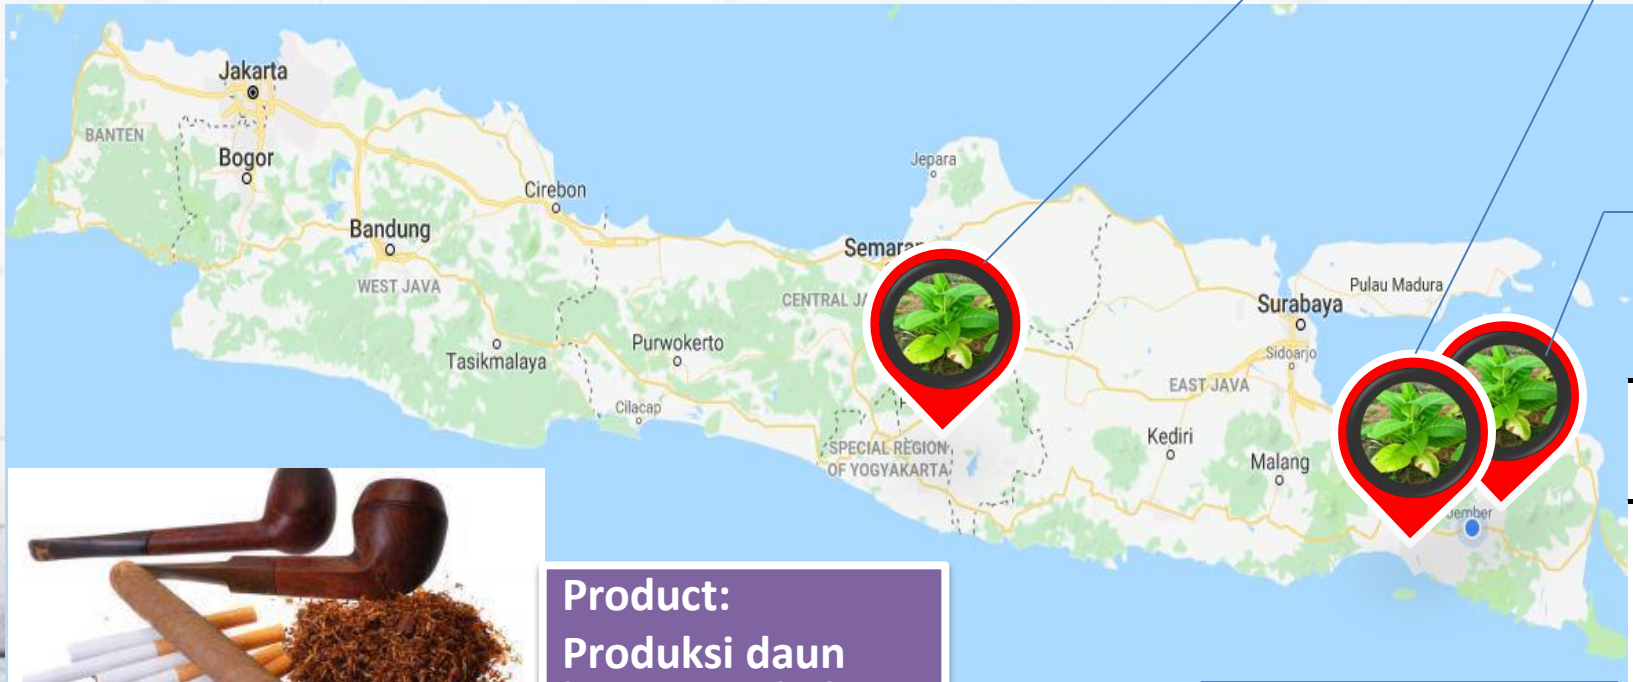 Jakarta
BANTEN
Bogor
Jepara
Cirebon
Bandung
WEST JAVA
CENTRAL
Pulau Madura
Surabaya
Sidoarjo
Purwokerto
Tasikmalaya
EAST JAVA
Cilacap
SPECIAL REGION
OF YOGYAKARTA
Kediri
Malang
Product:
Produksi daun